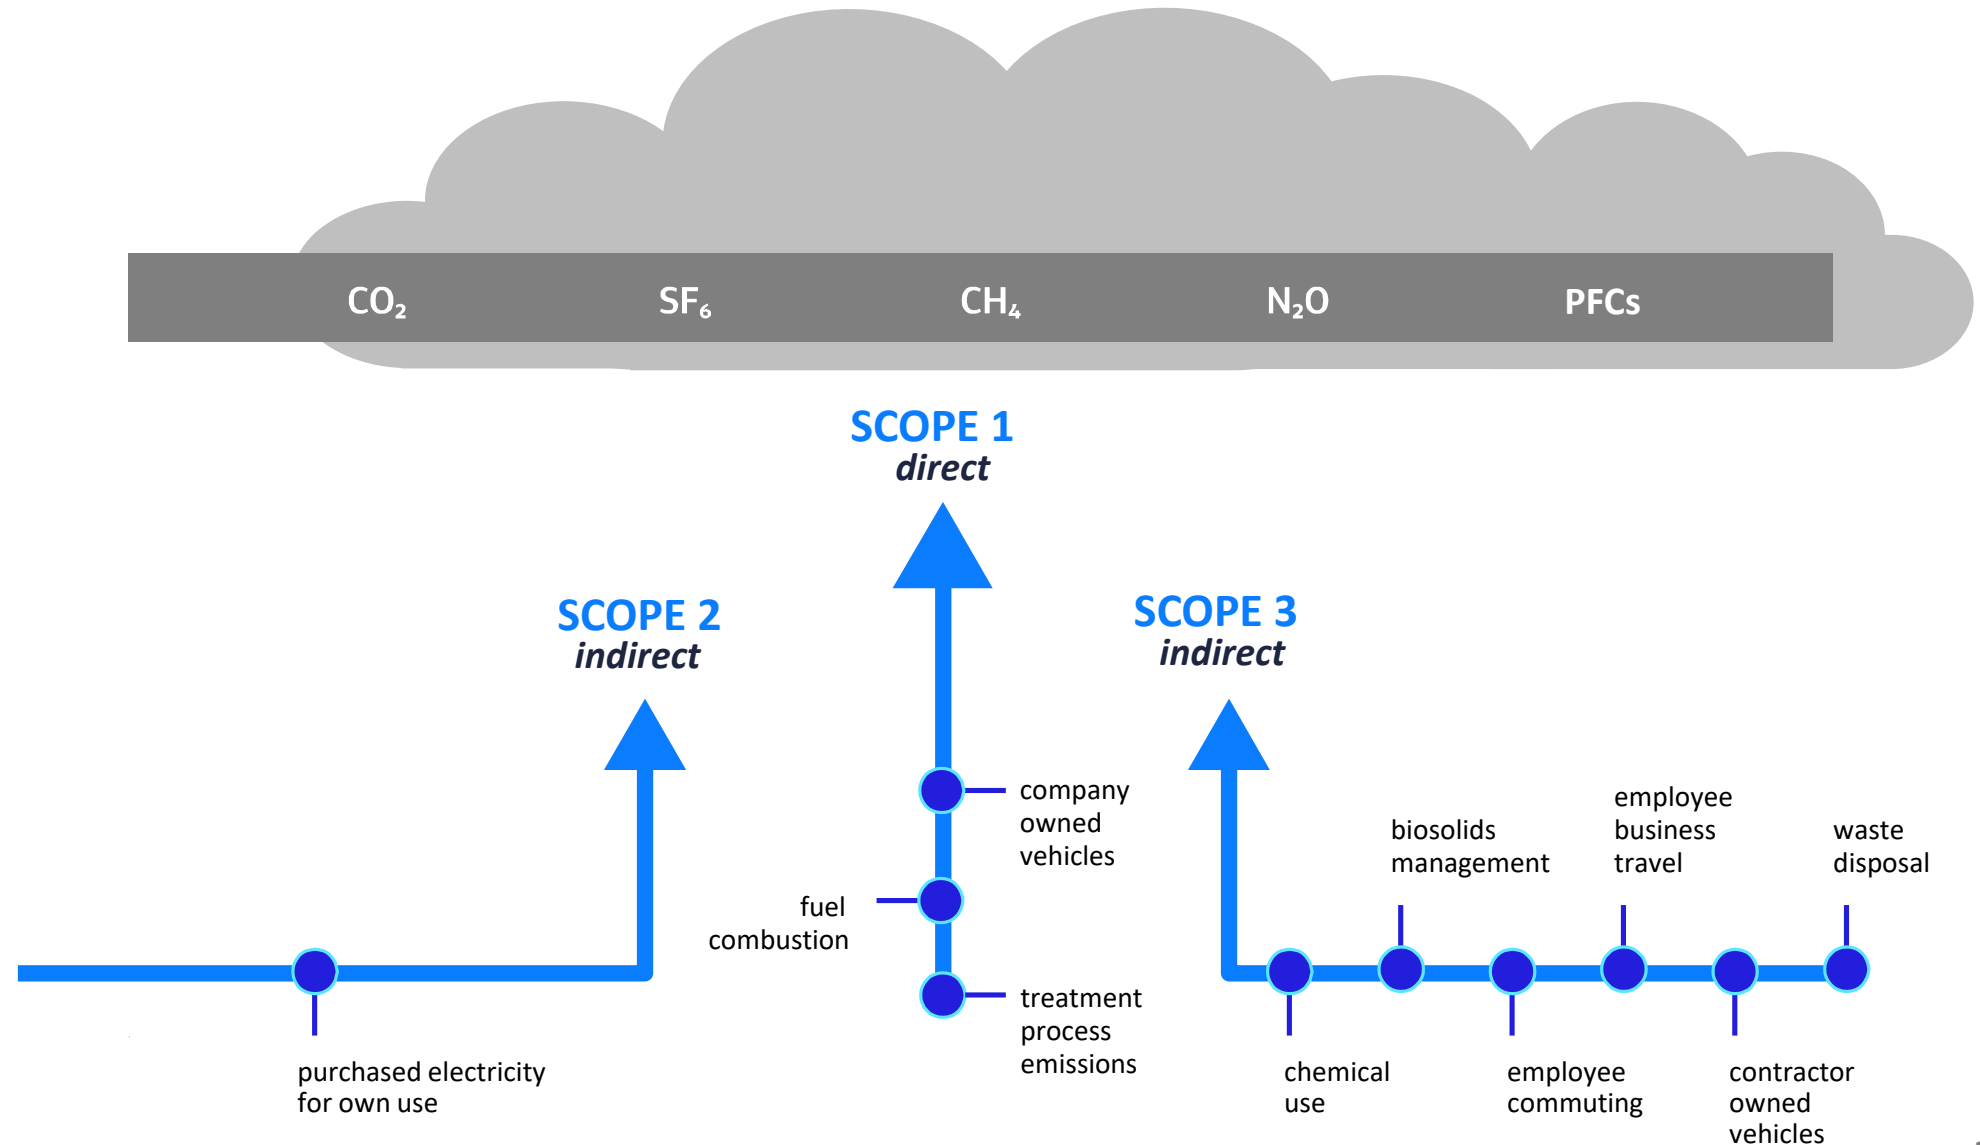 CO₂ SF₆ CH₄ N₂O PFCs
SCOPE 1
direct
SCOPE 2
indirect
SCOPE 3
indirect
company
owned
vehicles
fuel
combustion
treatment
process
emissions
purchased electricity
for own use
chemical
use
biosolids
management
employee
commuting
employee
business
travel
contractor
owned
vehicles
waste
disposal